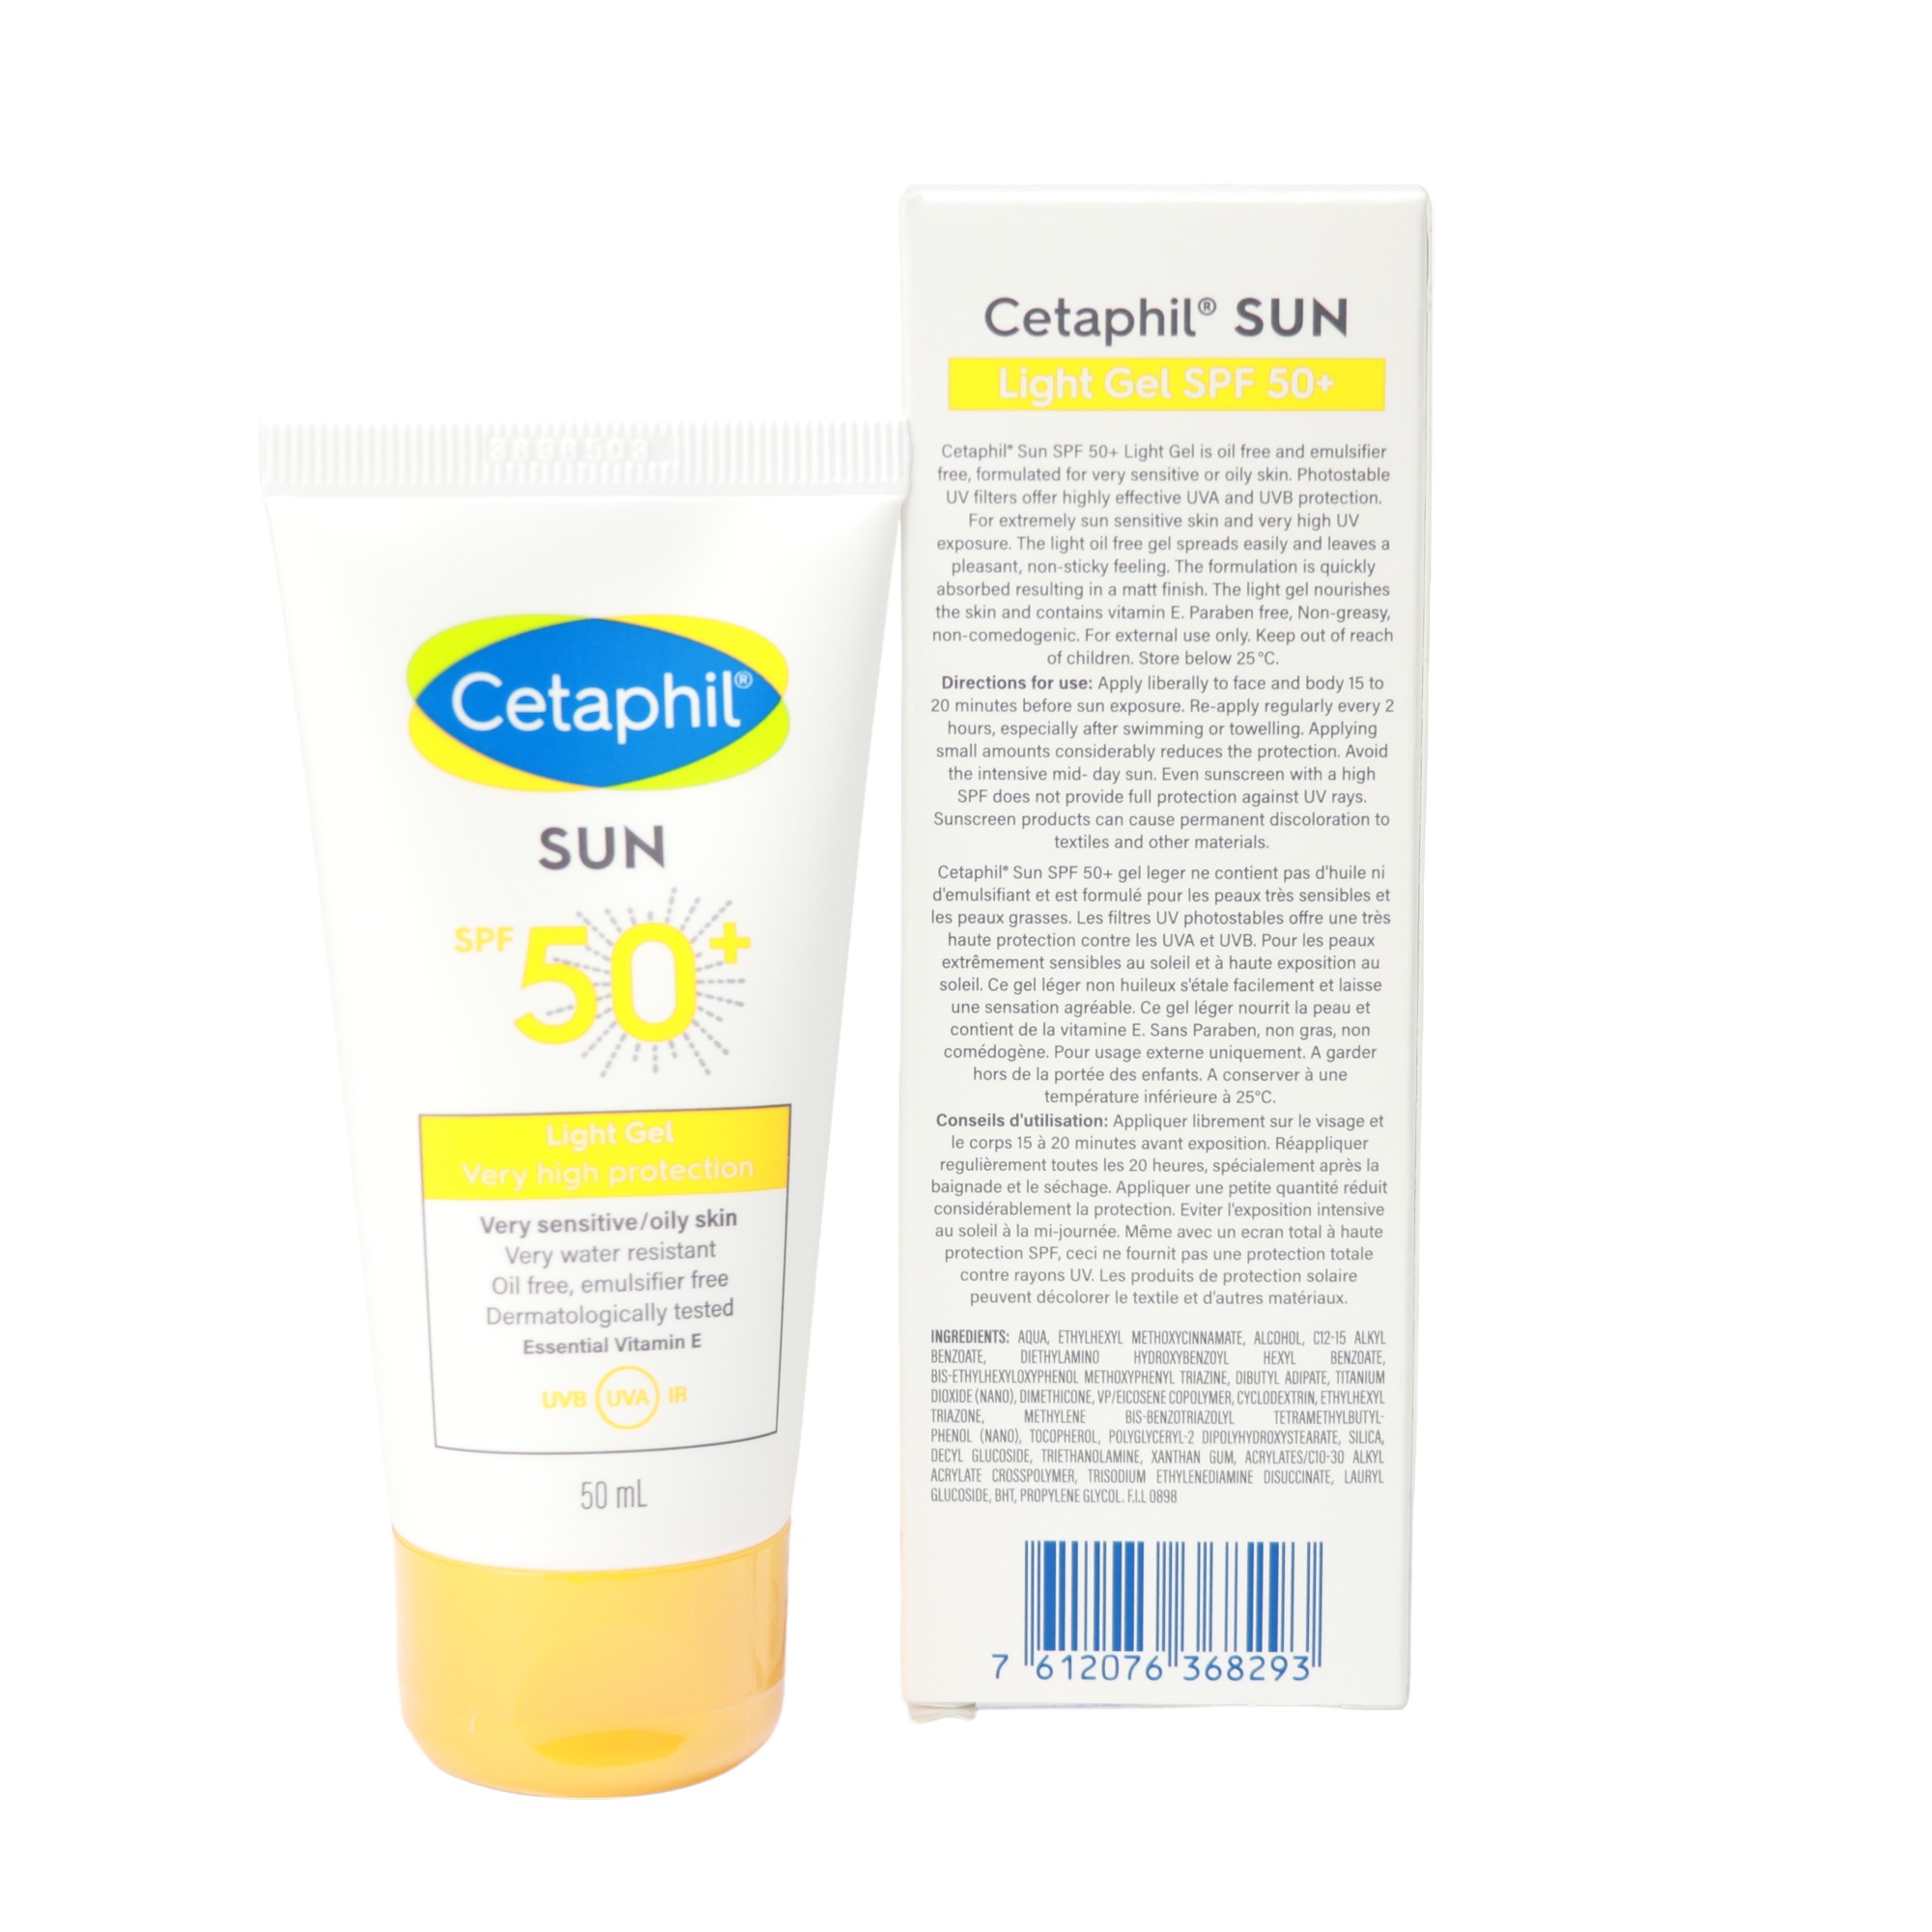 3898503
Cetaphil®
SUN
SPF 50+
Light Gel
Very high protection
Very sensitive/oily skin
Very water resistant
Oil free, emulsifier free
Dermatologically tested
Essential Vitamin E
UVB UVA IR
50 mL
Cetaphil® SUN
Light Gel SPF 50+
Cetaphil® Sun SPF 50+ Light Gel is oil free and emulsifier
free, formulated for very sensitive or oily skin. Photostable
UV filters offer highly effective UVA and UVB protection.
For extremely sun sensitive skin and very high UV
exposure. The light oil free gel spreads easily and leaves a
pleasant, non-sticky feeling. The formulation is quickly
absorbed resulting in a matt finish. The light gel nourishes
the skin and contains vitamin E. Paraben free, Non-greasy,
non-comedogenic. For external use only. Keep out of reach
of children. Store below 25°C.
Directions for use: Apply liberally to face and body 15 to
20 minutes before sun exposure. Re-apply regularly every 2
hours, especially after swimming or towelling. Applying
small amounts considerably reduces the protection. Avoid
the intensive mid- day sun. Even sunscreen with a high
SPF does not provide full protection against UV rays.
Sunscreen products can cause permanent discoloration to
textiles and other materials.
Cetaphil® Sun SPF 50+ gel leger ne contient pas d'huile ni
d'emulsifiant et est formulé pour les peaux très sensibles et
les peaux grasses. Les filtres UV photostables offre une très
haute protection contre les UVA et UVB. Pour les peaux
extrêmement sensibles au soleil et à haute exposition au
soleil. Ce gel léger non huileux s'étale facilement et laisse
une sensation agréable. Ce gel léger nourrit la peau et
contient de la vitamine E. Sans Paraben, non gras, non
comédogène. Pour usage externe uniquement. A garder
hors de la portée des enfants. A conserver à une
température inférieure à 25°C.
Conseils d'utilisation: Appliquer librement sur le visage et
le corps 15 à 20 minutes avant exposition. Réappliquer
regulièrement toutes les 20 heures, spécialement après la
baignade et le séchage. Appliquer une petite quantité réduit
considérablement la protection. Eviter l'exposition intensive
au soleil à la mi-journée. Même avec un ecran total à haute
protection SPF, ceci ne fournit pas une protection totale
contre rayons UV. Les produits de protection solaire
peuvent décolorer le textile et d'autres matériaux.
INGREDIENTS: AQUA, ETHYLHEXYL METHOXYCINNAMATE, ALCOHOL, C12-15 ALKYL
BENZOATE, DIETHYLAMINO HYDROXYBENZOYL HEXYL BENZOATE,
BIS-ETHYLHEXYLOXYPHENOL METHOXYPHENYL TRIAZINE, DIBUTYL ADIPATE, TITANIUM
DIOXIDE (NANO), DIMETHICONE, VP/EICOSENE COPOLYMER, CYCLODEXTRIN, ETHYLHEXYL
TRIAZONE, METHYLENE BIS-BENZOTRIAZOLYL TETRAMETHYLBUTYL-
PHENOL (NANO), TOCOPHEROL, POLYGLYCERYL-2 DIPOLYHYDROXYSTEARATE, SILICA,
DECYL GLUCOSIDE, TRIETHANOLAMINE, XANTHAN GUM, ACRYLATES/C10-30 ALKYL
ACRYLATE CROSSPOLYMER, TRISODIUM ETHYLENEDIAMINE DISUCCINATE, LAURYL
GLUCOSIDE, BHT, PROPYLENE GLYCOL. F.I.L 0898
7 612076 368293